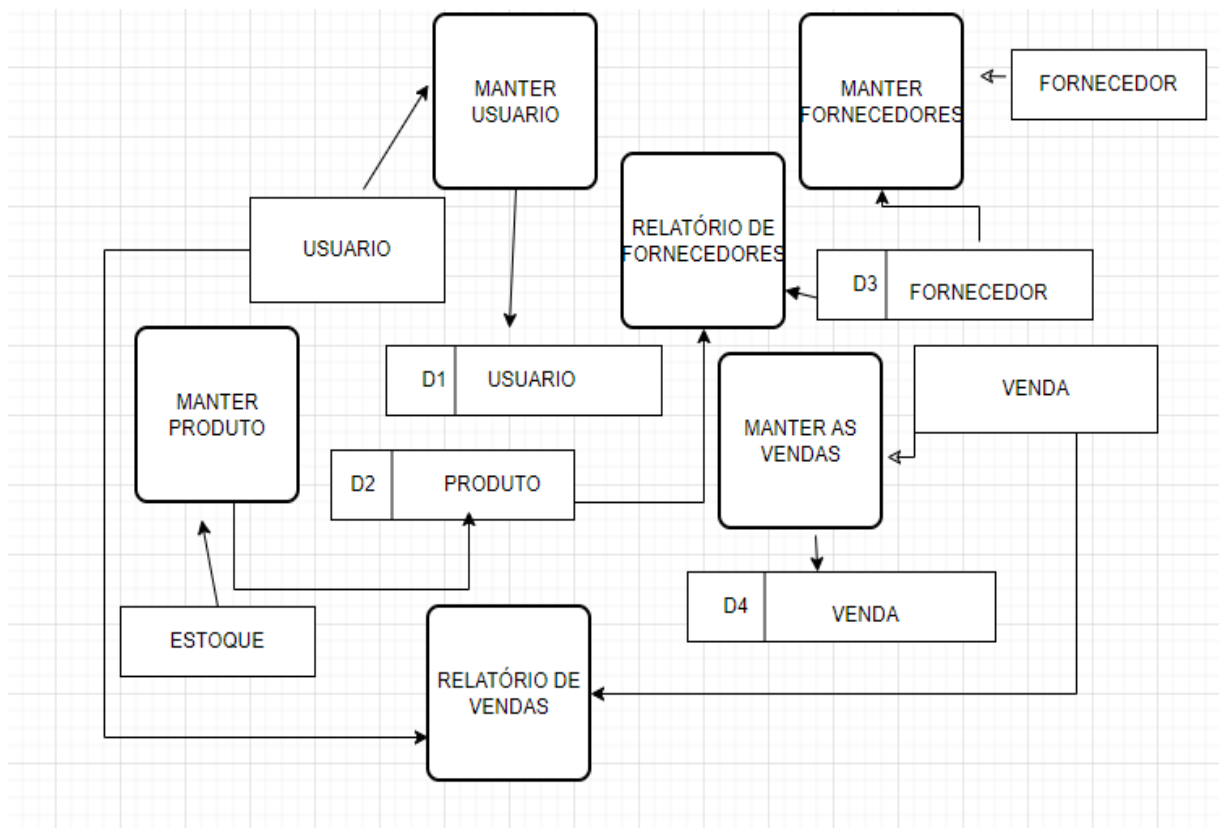 MANTER
USUARIO
MANTER
FORNECEDORES
FORNECEDOR
USUARIO
RELATÓRIO DE
FORNECEDORES
D3
FORNECEDOR
MANTER
PRODUTO
D1
USUARIO
MANTER AS
VENDAS
VENDA
D2
PRODUTO
ESTOQUE
D4
VENDA
RELATÓRIO DE
VENDAS